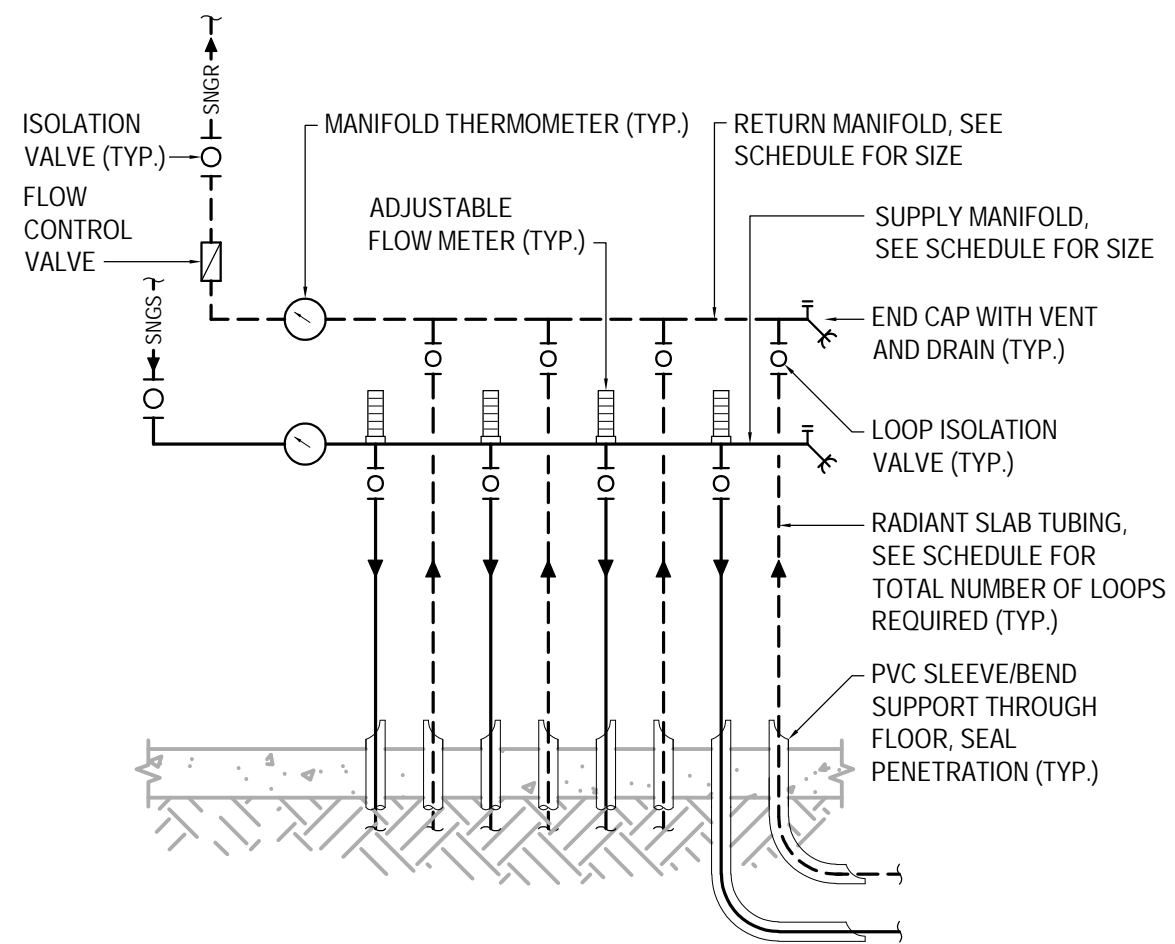 SNGR
ISOLATION
VALVE (TYP.)
FLOW
CONTROL
VALVE
SNGS
MANIFOLD THERMOMETER (TYP.)
ADJUSTABLE
FLOW METER (TYP.)
RETURN MANIFOLD, SEE
SCHEDULE FOR SIZE
SUPPLY MANIFOLD,
SEE SCHEDULE FOR SIZE
END CAP WITH VENT
AND DRAIN (TYP.)
LOOP ISOLATION
VALVE (TYP.)
RADIANT SLAB TUBING,
SEE SCHEDULE FOR
TOTAL NUMBER OF LOOPS
REQUIRED (TYP.)
PVC SLEEVE/BEND
SUPPORT THROUGH
FLOOR, SEAL
PENETRATION (TYP.)